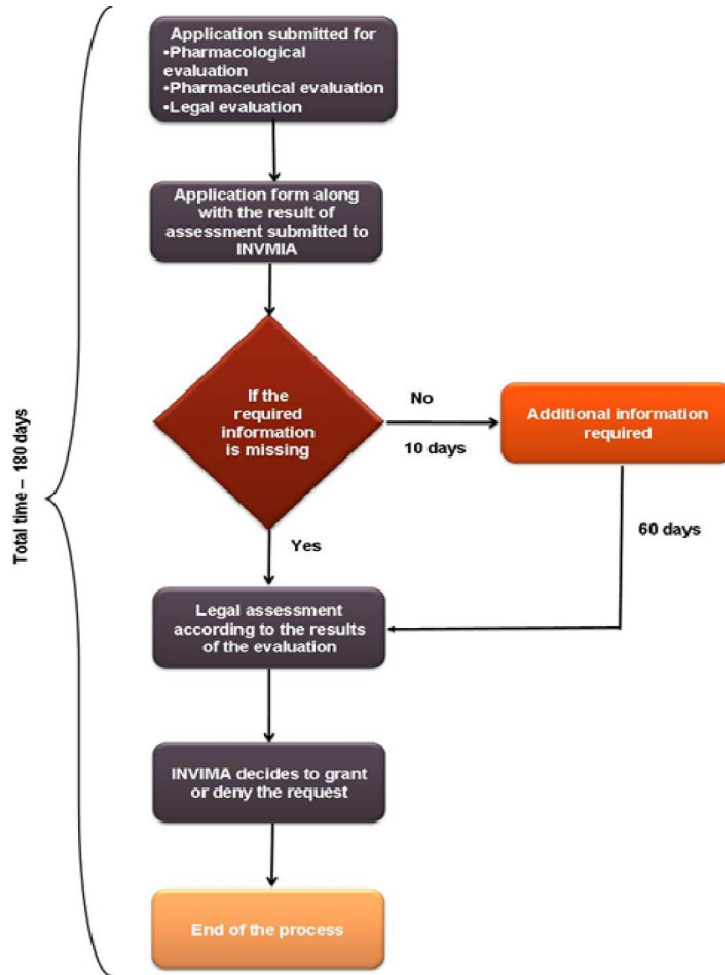 Application submitted for
•Pharmacological
evaluation
•Pharmaceutical evaluation
•Legal evaluation
Application form along
with the result of
assessment submitted to
INVMIA
If the
required
information
is missing
No
10 days
Additional information
required
60 days
Yes
Legal assessment
according to the results
of the evaluation
INVIMA decides to grant
or deny the request
End of the process
Total time – 180 days